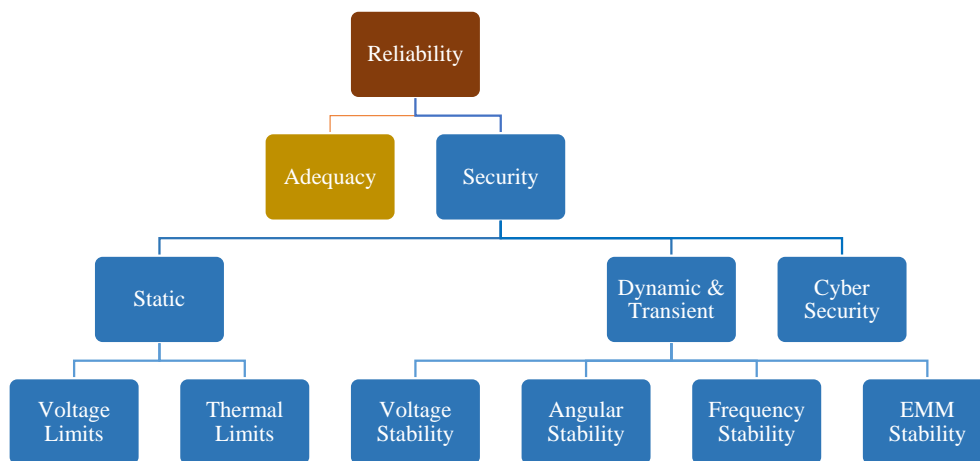 Reliability
Adequacy
Security
Static
Dynamic &
Transient
Cyber
Security
Voltage
Limits
Thermal
Limits
Voltage
Stability
Angular
Stability
Frequency
Stability
EMM
Stability